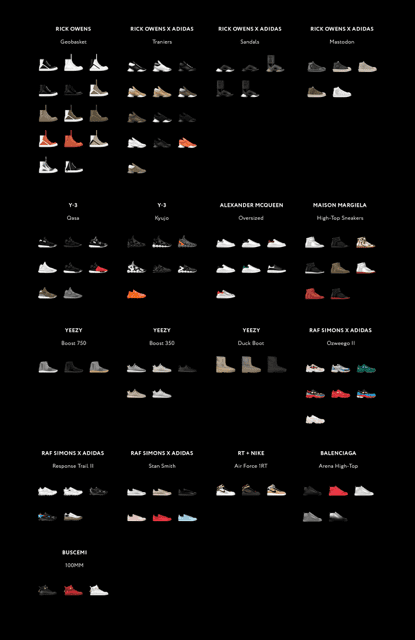 RICK OWENS
Geobasket
RICK OWENS X ADIDAS
Traniers
RICK OWENS X ADIDAS
Sandals
RICK OWENS X ADIDAS
Mastodon
Y-3
Qasa
Y-3
Kyujo
ALEXANDER MCQUEEN
Oversized
MAISON MARGIELA
High-Top Sneakers
YEEZY
Boost 750
YEEZY
Boost 350
YEEZY
Duck Boot
RAF SIMONS X ADIDAS
Ozweego II
RAF SIMONS X ADIDAS
Response Trail II
RAF SIMONS X ADIDAS
Stan Smith
RT + NIKE
Air Force 1RT
BALENCIAGA
Arena High-Top
BUSCEMI
100MM